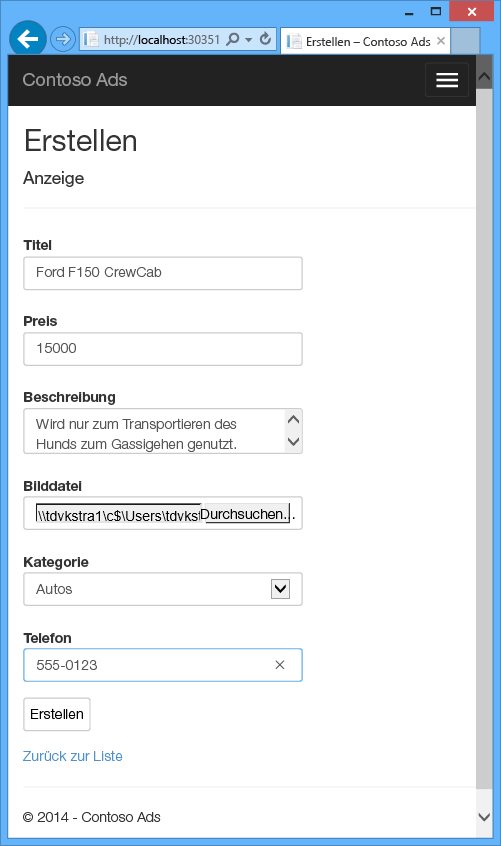 http://localhost:30351
Erstellen – Contoso Ads
Contoso Ads
Erstellen
Anzeige
Titel
Ford F150 CrewCab
Preis
15000
Beschreibung
Wird nur zum Transportieren des
Hunds zum Gassigehen genutzt.
Bilddatei
\\tdvkstra1\c$\Users\tdvks Durchsuchen...
Kategorie
Autos
Telefon
555-0123
Erstellen
Zurück zur Liste
© 2014 - Contoso Ads